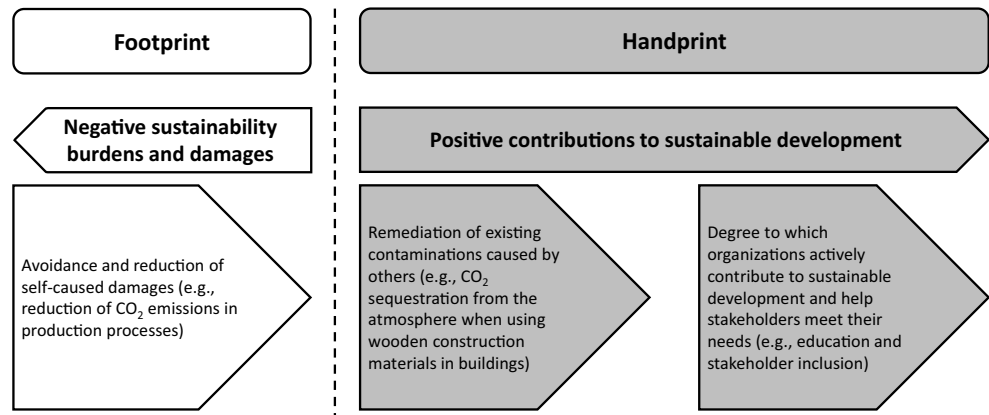 Footprint
Handprint
Negative sustainability
burdens and damages
Positive contributions to sustainable development
Avoidance and reduction of
self-caused damages (e.g.,
reduction of CO₂ emissions in
production processes)
Remediation of existing
contaminations caused by
others (e.g., CO₂
sequestration from the
atmosphere when using
wooden construction
materials in buildings)
Degree to which
organizations actively
contribute to sustainable
development and help
stakeholders meet their
needs (e.g., education and
stakeholder inclusion)